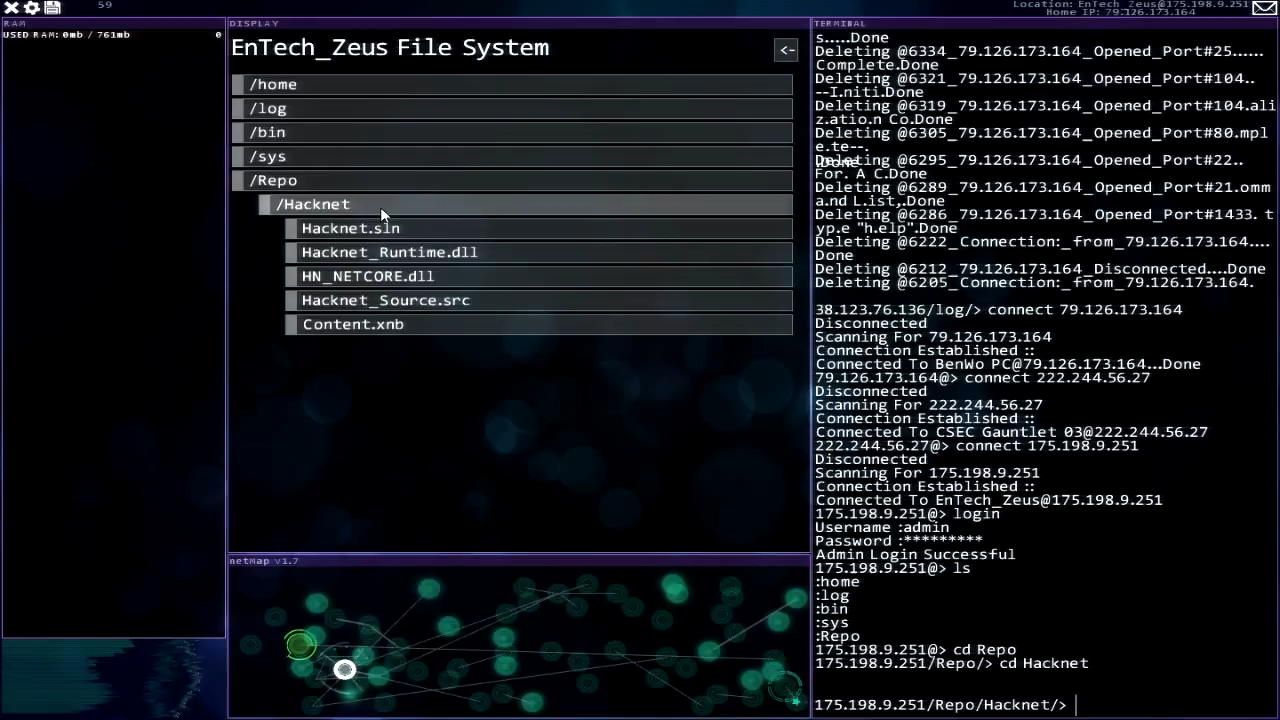 59
Location: EnTech_Zeus@175.198.9.251
Home IP: 79.126.173.164
RAM
USED RAM: 0mb / 761mb 0
DISPLAY
EnTech_Zeus File System
<-
/home
/log
/bin
/sys
/Repo
/Hacknet
Hacknet.sln
Hacknet_Runtime.dll
HN_NETCORE.dll
Hacknet_Source.src
Content.xnb
netMap v1.7
TERMINAL
s.....Done
Deleting @6334_79.126.173.164_Opened_Port#25......
Complete.Done
Deleting @6321_79.126.173.164_Opened_Port#104..
--I.niti.Done
Deleting @6319_79.126.173.164_Opened_Port#104.ali
z.atio.n Co.Done
Deleting @6305_79.126.173.164_Opened_Port#80.mpl
e.te--.
.Done
Deleting @6295_79.126.173.164_Opened_Port#22..
For. A C.Done
Deleting @6289_79.126.173.164_Opened_Port#21.omm
a.nd L.ist,.Done
Deleting @6286_79.126.173.164_Opened_Port#1433. t
yp.e "h.elp".Done
Deleting @6222_Connection:_from_79.126.173.164....
Done
Deleting @6212_79.126.173.164_Disconnected....Done
Deleting @6205_Connection:_from_79.126.173.164.
38.123.76.136/log/> connect 79.126.173.164
Disconnected
Scanning For 79.126.173.164
Connection Established ::
Connected To BenWo PC@79.126.173.164...Done
79.126.173.164@> connect 222.244.56.27
Disconnected
Scanning For 222.244.56.27
Connection Established ::
Connected To CSEC Gauntlet 03@222.244.56.27
222.244.56.27@> connect 175.198.9.251
Disconnected
Scanning For 175.198.9.251
Connection Established ::
Connected To EnTech_Zeus@175.198.9.251
175.198.9.251@> login
Username :admin
Password :*********
Admin Login Successful
175.198.9.251@> ls
:home
:log
:bin
:sys
:Repo
175.198.9.251@> cd Repo
175.198.9.251/Repo/> cd Hacknet
175.198.9.251/Repo/Hacknet/>